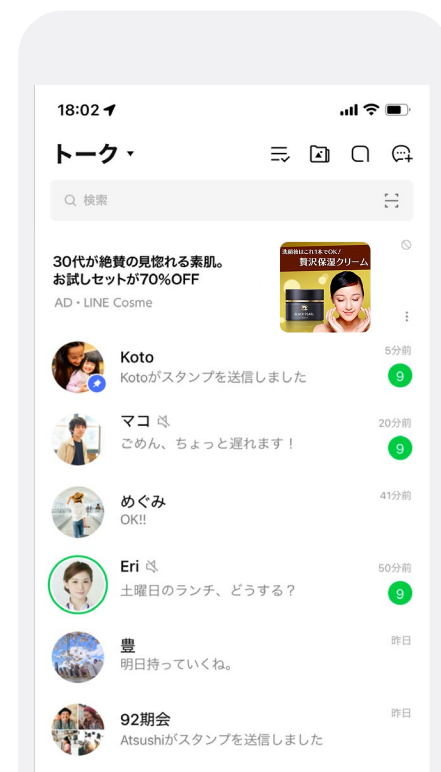 18:02
トーク
検索
30代が絶賛の見惚れる素肌。
お試しセットが70%OFF
AD・LINE Cosme
洗顔後はこれ1本でOK!
贅沢保湿クリーム
Koto
5分前
Kotoがスタンプを送信しました
9
マコ
20分前
ごめん、ちょっと遅れます！
9
めぐみ
41分前
OK!!
Eri
50分前
土曜日のランチ、どうする？
9
豊
昨日
明日持っていくね。
92期会
昨日
Atsushiがスタンプを送信しました